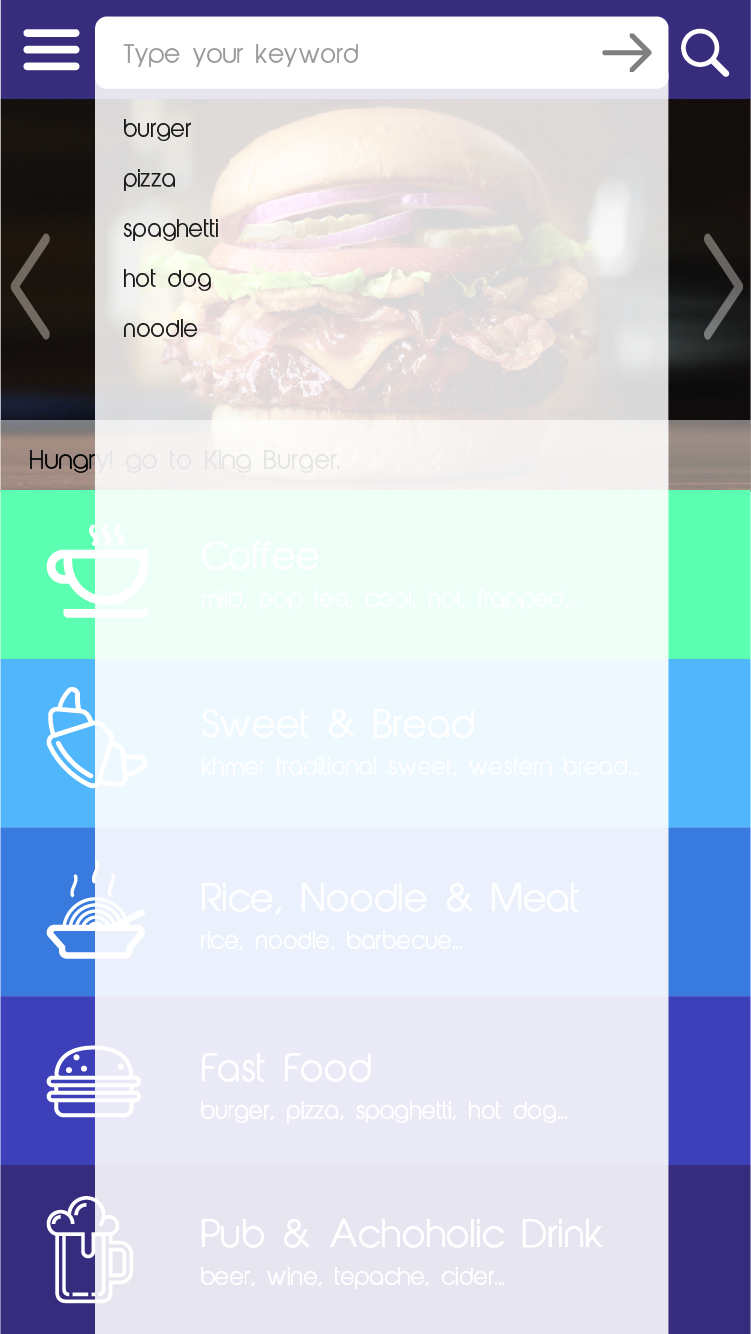 Type your keyword
burger
pizza
spaghetti
hot dog
noodle
Hungry! go to King Burger.
Coffee
mild, poe tea, cool, hot, frapped...
Sweet & Bread
khmer traditional sweet, western bread...
Rice, Noodle & Meat
rice, noodle, barbecue...
Fast Food
burger, pizza, spaghetti, hot dog...
Pub & Achoholic Drink
beer, wine, tepache, cider...